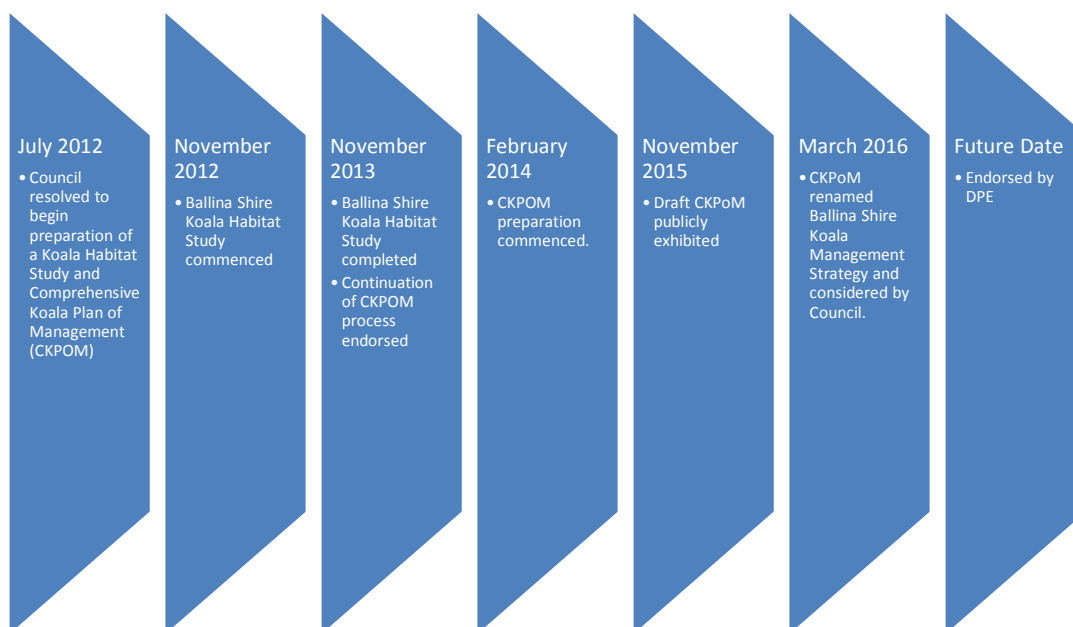 July 2012
• Council
resolved to
begin
preparation of
a Koala Habitat
Study and
Comprehensive
Koala Plan of
Management
(CKPOM)
November
2012
• Ballina Shire
Koala Habitat
Study
commenced
November
2013
• Ballina Shire
Koala Habitat
Study
completed
• Continuation
of CKPOM
process
endorsed
February
2014
• CKPOM
preparation
commenced.
November
2015
• Draft CKPoM
publicly
exhibited
March 2016
• CKPoM
renamed
Ballina Shire
Koala
Management
Strategy and
considered by
Council.
Future Date
• Endorsed by
DPE